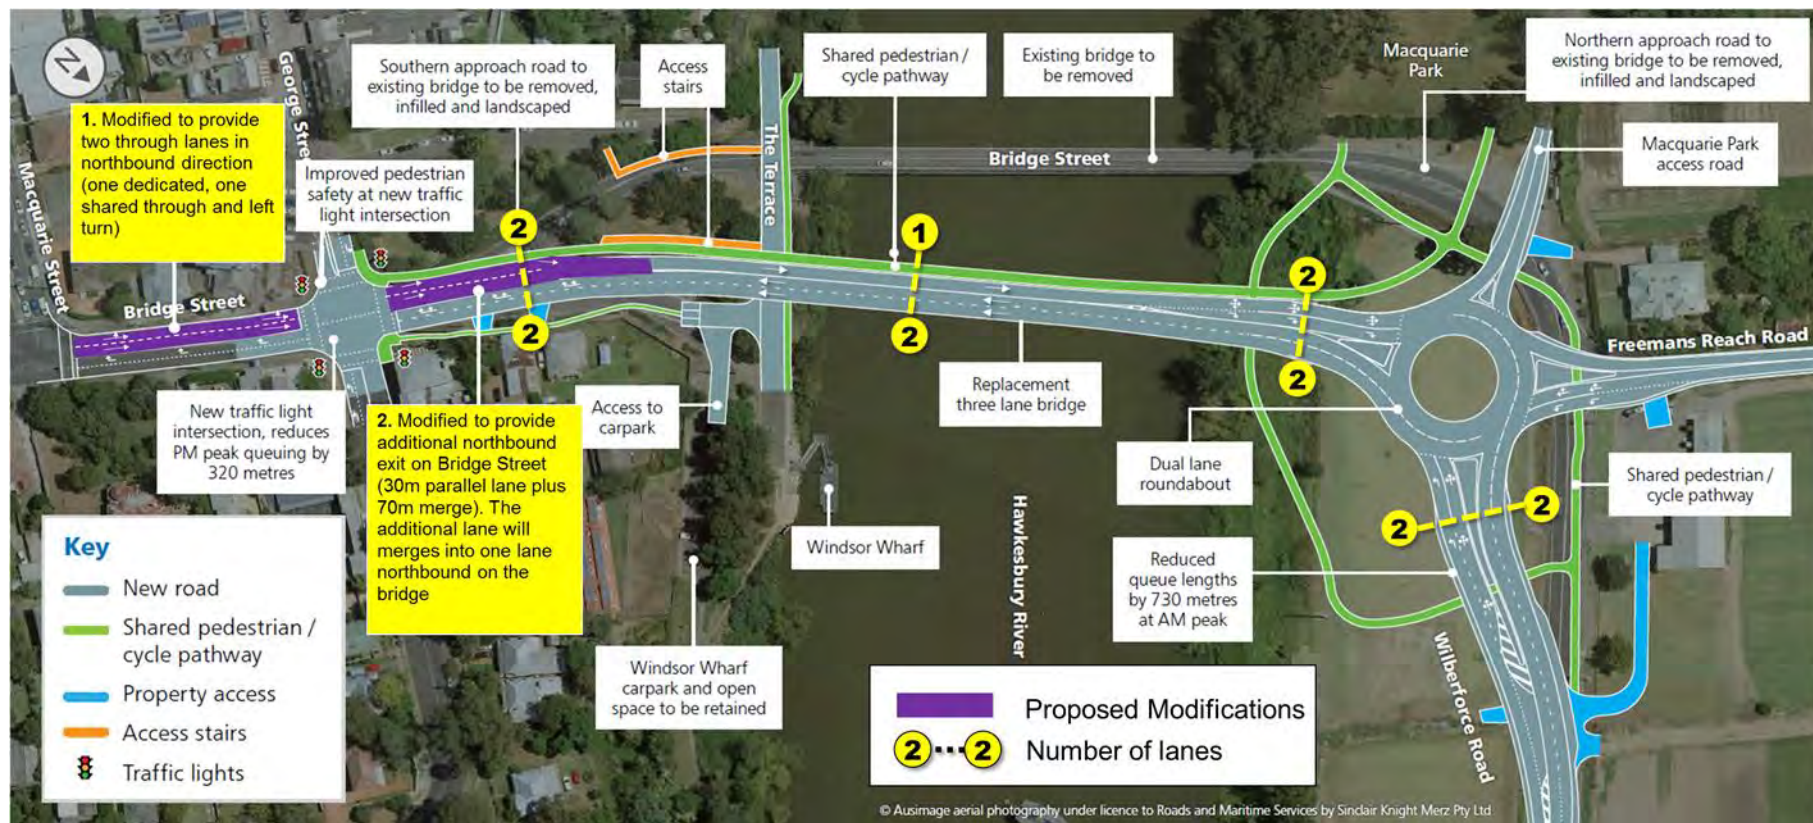 N
Macquarie Street
George Street
1. Modified to provide
two through lanes in
northbound direction
(one dedicated, one
shared through and left
turn)
Bridge Street
Improved pedestrian
safety at new traffic
light intersection
Southern approach road to
existing bridge to be removed,
infilled and landscaped
Access
stairs
The Terrace
Shared pedestrian /
cycle pathway
Existing bridge to
be removed
Bridge Street
Macquarie
Park
Northern approach road to
existing bridge to be removed,
infilled and landscaped
Macquarie Park
access road
2
2
1
2
2
2
2
2
Freemans Reach Road
New traffic light
intersection, reduces
PM peak queuing by
320 metres
2. Modified to provide
additional northbound
exit on Bridge Street
(30m parallel lane plus
70m merge). The
additional lane will
merges into one lane
northbound on the
bridge
Access to
carpark
Replacement
three lane bridge
Dual lane
roundabout
Shared pedestrian /
cycle pathway
Windsor Wharf
Hawkesbury River
Reduced
queue lengths
by 730 metres
at AM peak
Wilberforce Road
Windsor Wharf
carpark and open
space to be retained
Key
New road
Shared pedestrian /
cycle pathway
Property access
Access stairs
Traffic lights
Proposed Modifications
2 2 Number of lanes
© Ausimage aerial photography under licence to Roads and Maritime Services by Sinclair Knight Merz Pty Ltd